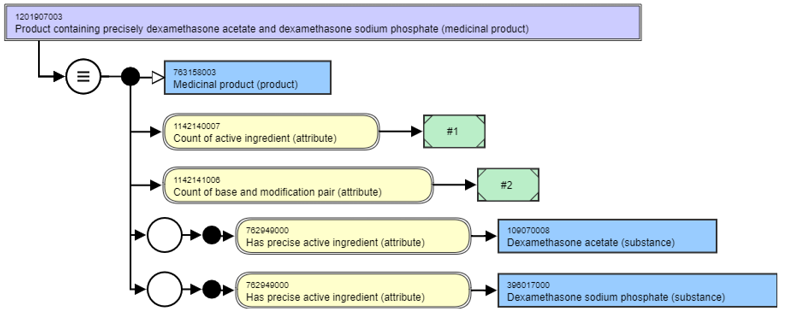 1201907003
Product containing precisely dexamethasone acetate and dexamethasone sodium phosphate (medicinal product)
763158003
Medicinal product (product)
1142140007
Count of active ingredient (attribute)
#1
1142141006
Count of base and modification pair (attribute)
#2
762949000
Has precise active ingredient (attribute)
109070008
Dexamethasone acetate (substance)
762949000
Has precise active ingredient (attribute)
396017000
Dexamethasone sodium phosphate (substance)